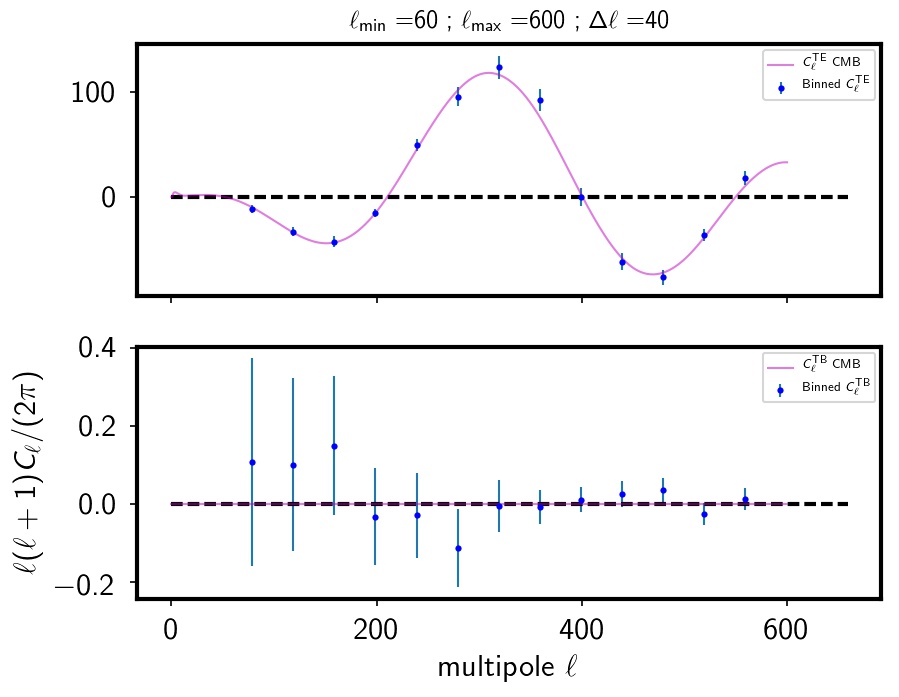 ℓmin =60 ; ℓmax =600 ; Δℓ =40
100
0
C_ℓ^TE CMB
Binned C_ℓ^TE
0.4
0.2
0.0
−0.2
C_ℓ^TB CMB
Binned C_ℓ^TB
ℓ(ℓ + 1)C_ℓ/(2π)
0 200 400 600
multipole ℓ